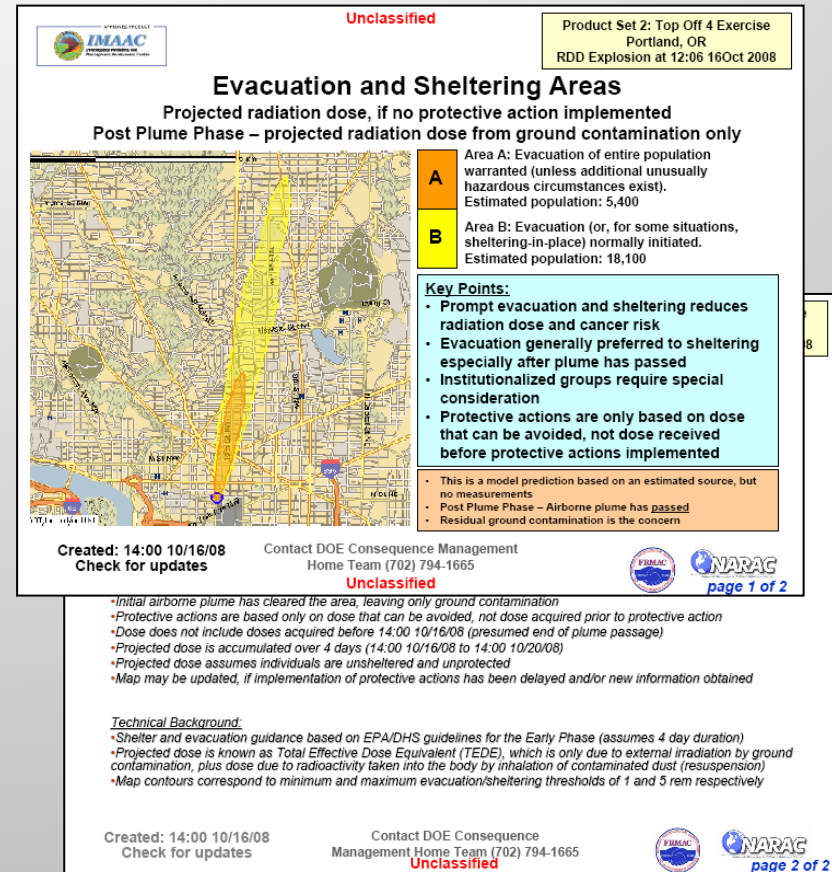 Unclassified
APPROVED PRODUCT
IMAAC
Product Set 2: Top Off 4 Exercise
Portland, OR
RDD Explosion at 12:06 16Oct 2008
Evacuation and Sheltering Areas
Projected radiation dose, if no protective action implemented
Post Plume Phase – projected radiation dose from ground contamination only
A
Area A: Evacuation of entire population
warranted (unless additional unusually
hazardous circumstances exist).
Estimated population: 5,400
B
Area B: Evacuation (or, for some situations,
sheltering-in-place) normally initiated.
Estimated population: 18,100
Key Points:
• Prompt evacuation and sheltering reduces
radiation dose and cancer risk
• Evacuation generally preferred to sheltering
especially after plume has passed
• Institutionalized groups require special
consideration
• Protective actions are only based on dose
that can be avoided, not dose received
before protective actions implemented
• This is a model prediction based on an estimated source, but
no measurements
• Post Plume Phase – Airborne plume has passed
• Residual ground contamination is the concern
Created: 14:00 10/16/08
Check for updates
Contact DOE Consequence Management
Home Team (702) 794-1665
Unclassified
FRMAC
NARAC
page 1 of 2
•Initial airborne plume has cleared the area, leaving only ground contamination
•Protective actions are based only on dose that can be avoided, not dose acquired prior to protective action
•Dose does not include doses acquired before 14:00 10/16/08 (presumed end of plume passage)
•Projected dose is accumulated over 4 days (14:00 10/16/08 to 14:00 10/20/08)
•Projected dose assumes individuals are unsheltered and unprotected
•Map may be updated, if implementation of protective actions has been delayed and/or new information obtained
Technical Background:
•Shelter and evacuation guidance based on EPA/DHS guidelines for the Early Phase (assumes 4 day duration)
•Projected dose is known as Total Effective Dose Equivalent (TEDE), which is only due to external irradiation by ground
contamination, plus dose due to radioactivity taken into the body by inhalation of contaminated dust (resuspension)
•Map contours correspond to minimum and maximum evacuation/sheltering thresholds of 1 and 5 rem respectively
Created: 14:00 10/16/08
Check for updates
Contact DOE Consequence
Management Home Team (702) 794-1665
Unclassified
FRMAC
NARAC
page 2 of 2